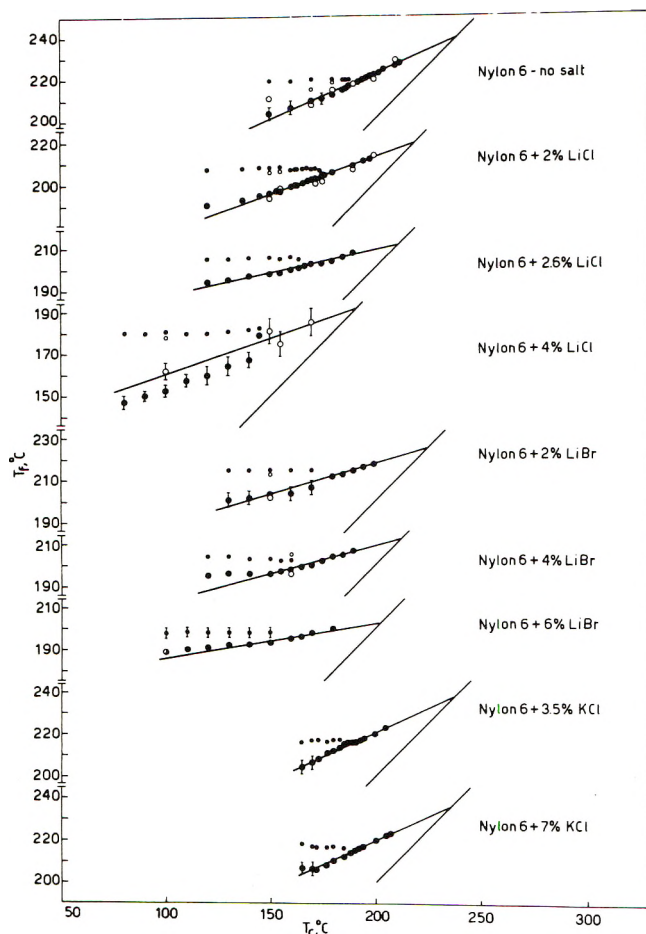 240
220
200
Nylon 6 - no salt
220
200
Nylon 6 + 2% LiCl
210
190
Nylon 6 + 2.6% LiCl
190
170
150
Nylon 6 + 4% LiCl
230
210
190
Nylon 6 + 2% LiBr
T_f, °C
210
190
Nylon 6 + 4% LiBr
210
190
Nylon 6 + 6% LiBr
240
220
200
Nylon 6 + 3.5% KCl
240
220
200
Nylon 6 + 7% KCl
50 100 150 200 250 300
T_c, °C